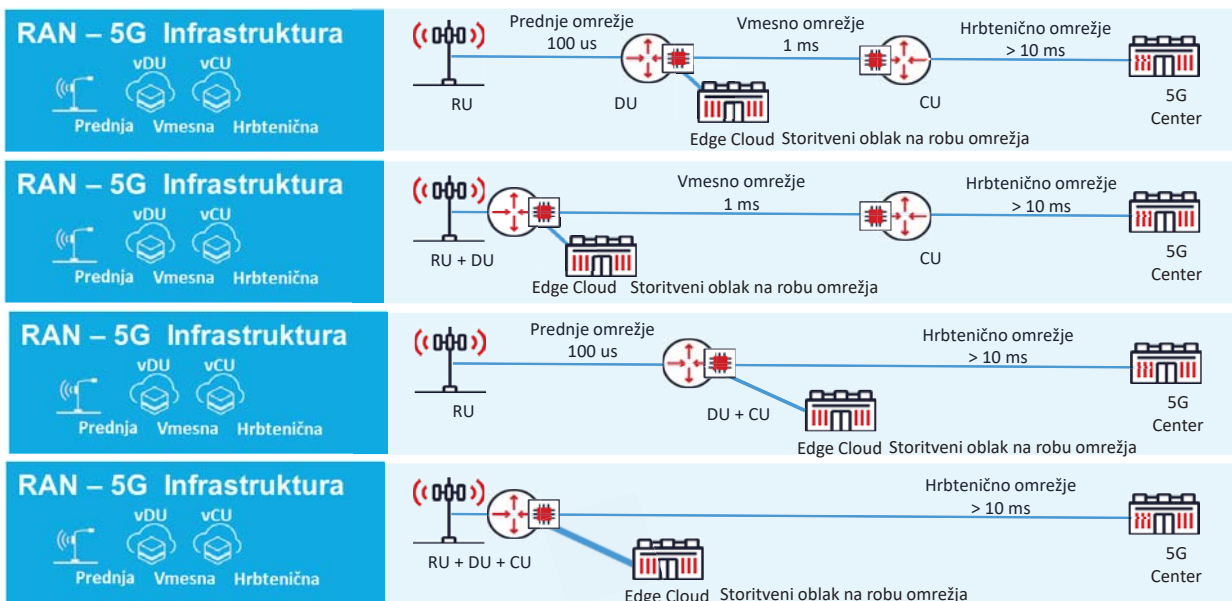 RAN – 5G Infrastruktura
vDU vCU
Prednja Vmesna Hrbtenična
Prednje omrežje
100 us
Vmesno omrežje
1 ms
Hrbtenično omrežje
> 10 ms
RU
DU
CU
5G
Center
Edge Cloud Storitveni oblak na robu omrežja
RAN – 5G Infrastruktura
vDU vCU
Prednja Vmesna Hrbtenična
Vmesno omrežje
1 ms
Hrbtenično omrežje
> 10 ms
RU + DU
CU
5G
Center
Edge Cloud Storitveni oblak na robu omrežja
RAN – 5G Infrastruktura
vDU vCU
Prednja Vmesna Hrbtenična
Prednje omrežje
100 us
Hrbtenično omrežje
> 10 ms
RU
DU + CU
5G
Center
Edge Cloud Storitveni oblak na robu omrežja
RAN – 5G Infrastruktura
vDU vCU
Prednja Vmesna Hrbtenična
Hrbtenično omrežje
> 10 ms
RU + DU + CU
5G
Center
Edge Cloud Storitveni oblak na robu omrežja